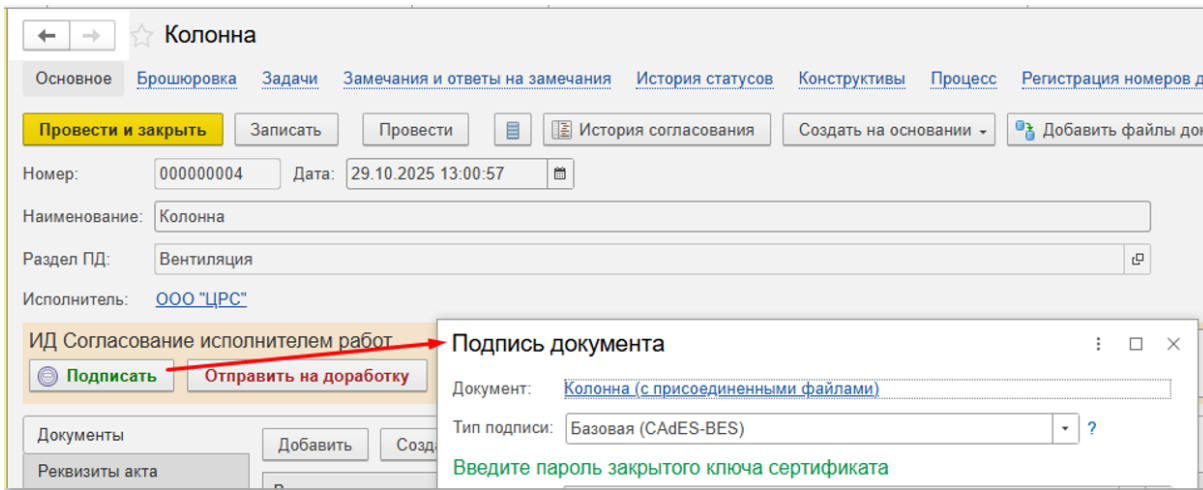 Колонна
Основное Брошюровка Задачи Замечания и ответы на замечания История статусов Конструктивы Процесс Регистрация номеров
Провести и закрыть Записать Провести История согласования Создать на основании Добавить файлы
Номер: 000000004 Дата: 29.10.2025 13:00:57
Наименование: Колонна
Раздел ПД: Вентиляция
Исполнитель: ООО "ЦРС"
ИД Согласование исполнителем работ
Подписать Отправить на доработку
Подпись документа
Документ: Колонна (с присоединенными файлами)
Тип подписи: Базовая (CAdES-BES) ?
Введите пароль закрытого ключа сертификата
Документы
Добавить
Реквизиты акта